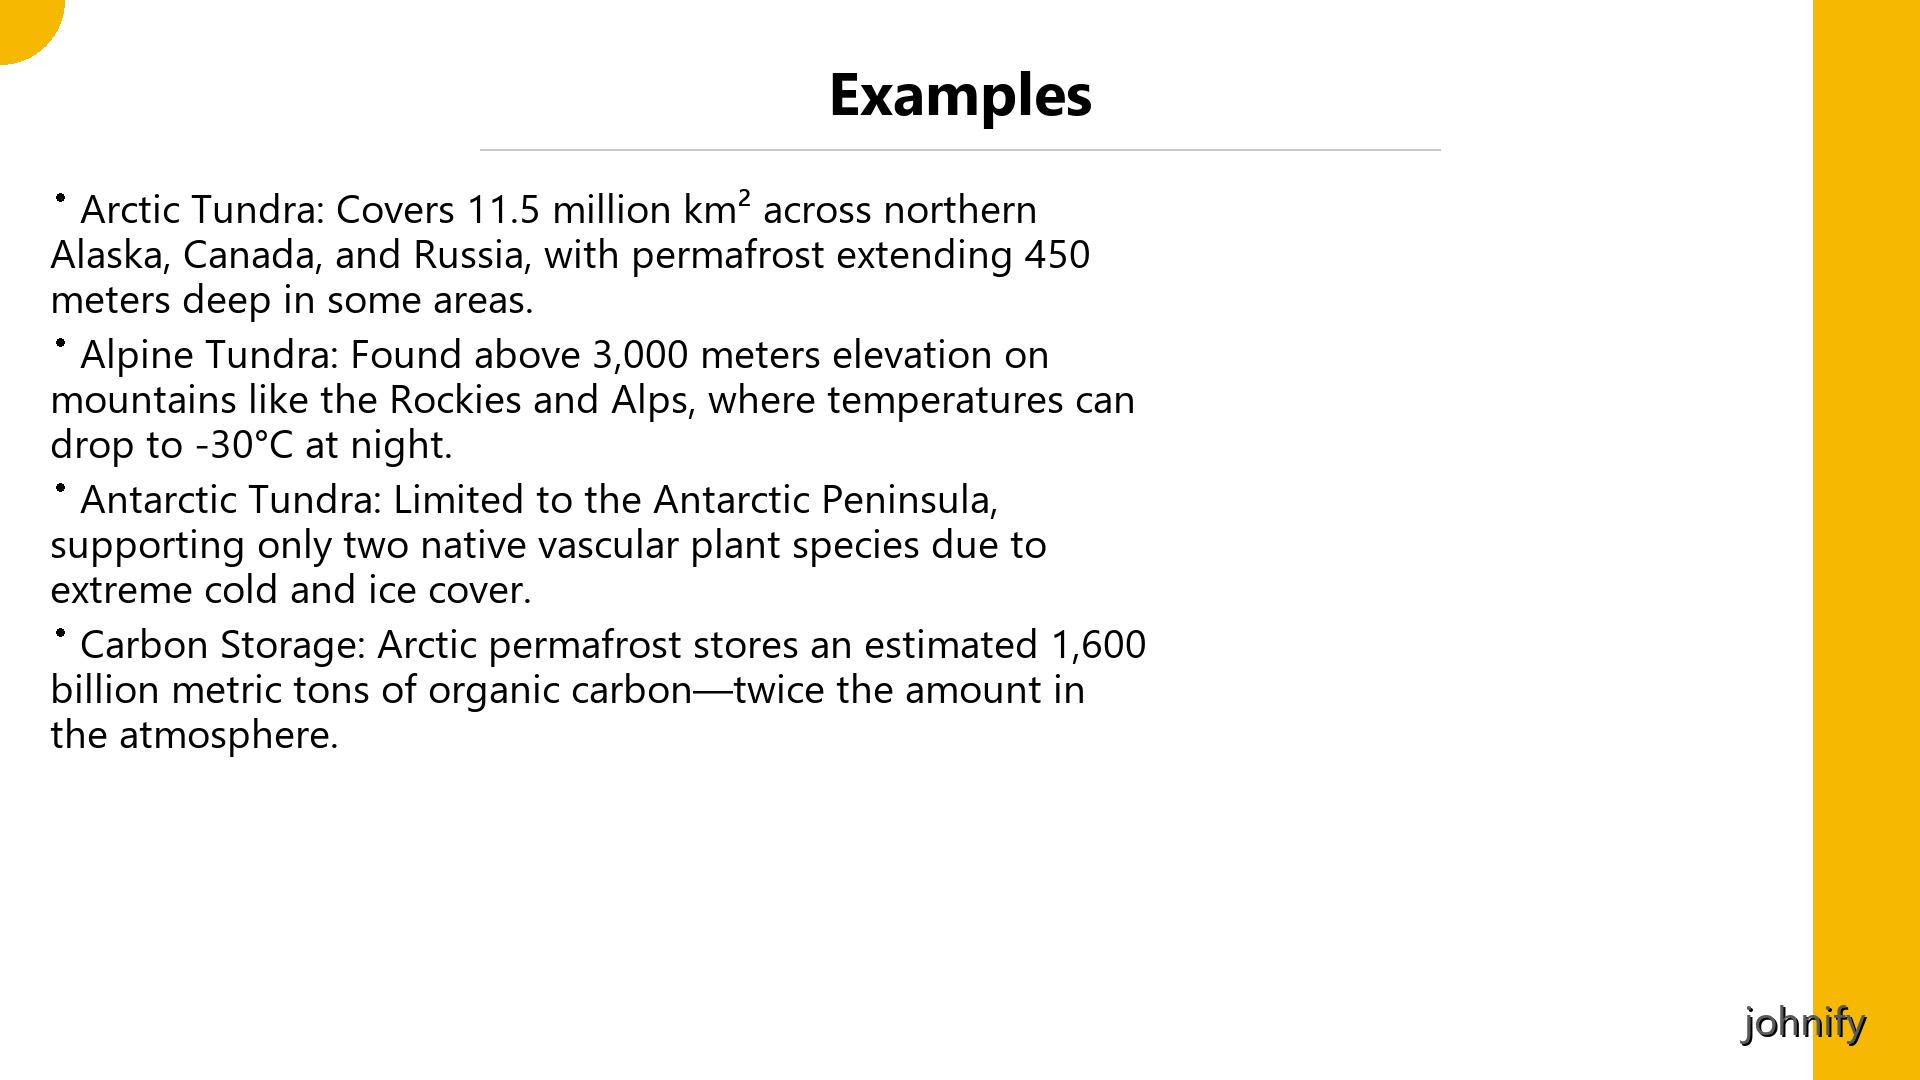 Examples
• Arctic Tundra: Covers 11.5 million km² across northern
Alaska, Canada, and Russia, with permafrost extending 450
meters deep in some areas.
• Alpine Tundra: Found above 3,000 meters elevation on
mountains like the Rockies and Alps, where temperatures can
drop to -30°C at night.
• Antarctic Tundra: Limited to the Antarctic Peninsula,
supporting only two native vascular plant species due to
extreme cold and ice cover.
• Carbon Storage: Arctic permafrost stores an estimated 1,600
billion metric tons of organic carbon—twice the amount in
the atmosphere.
johnify